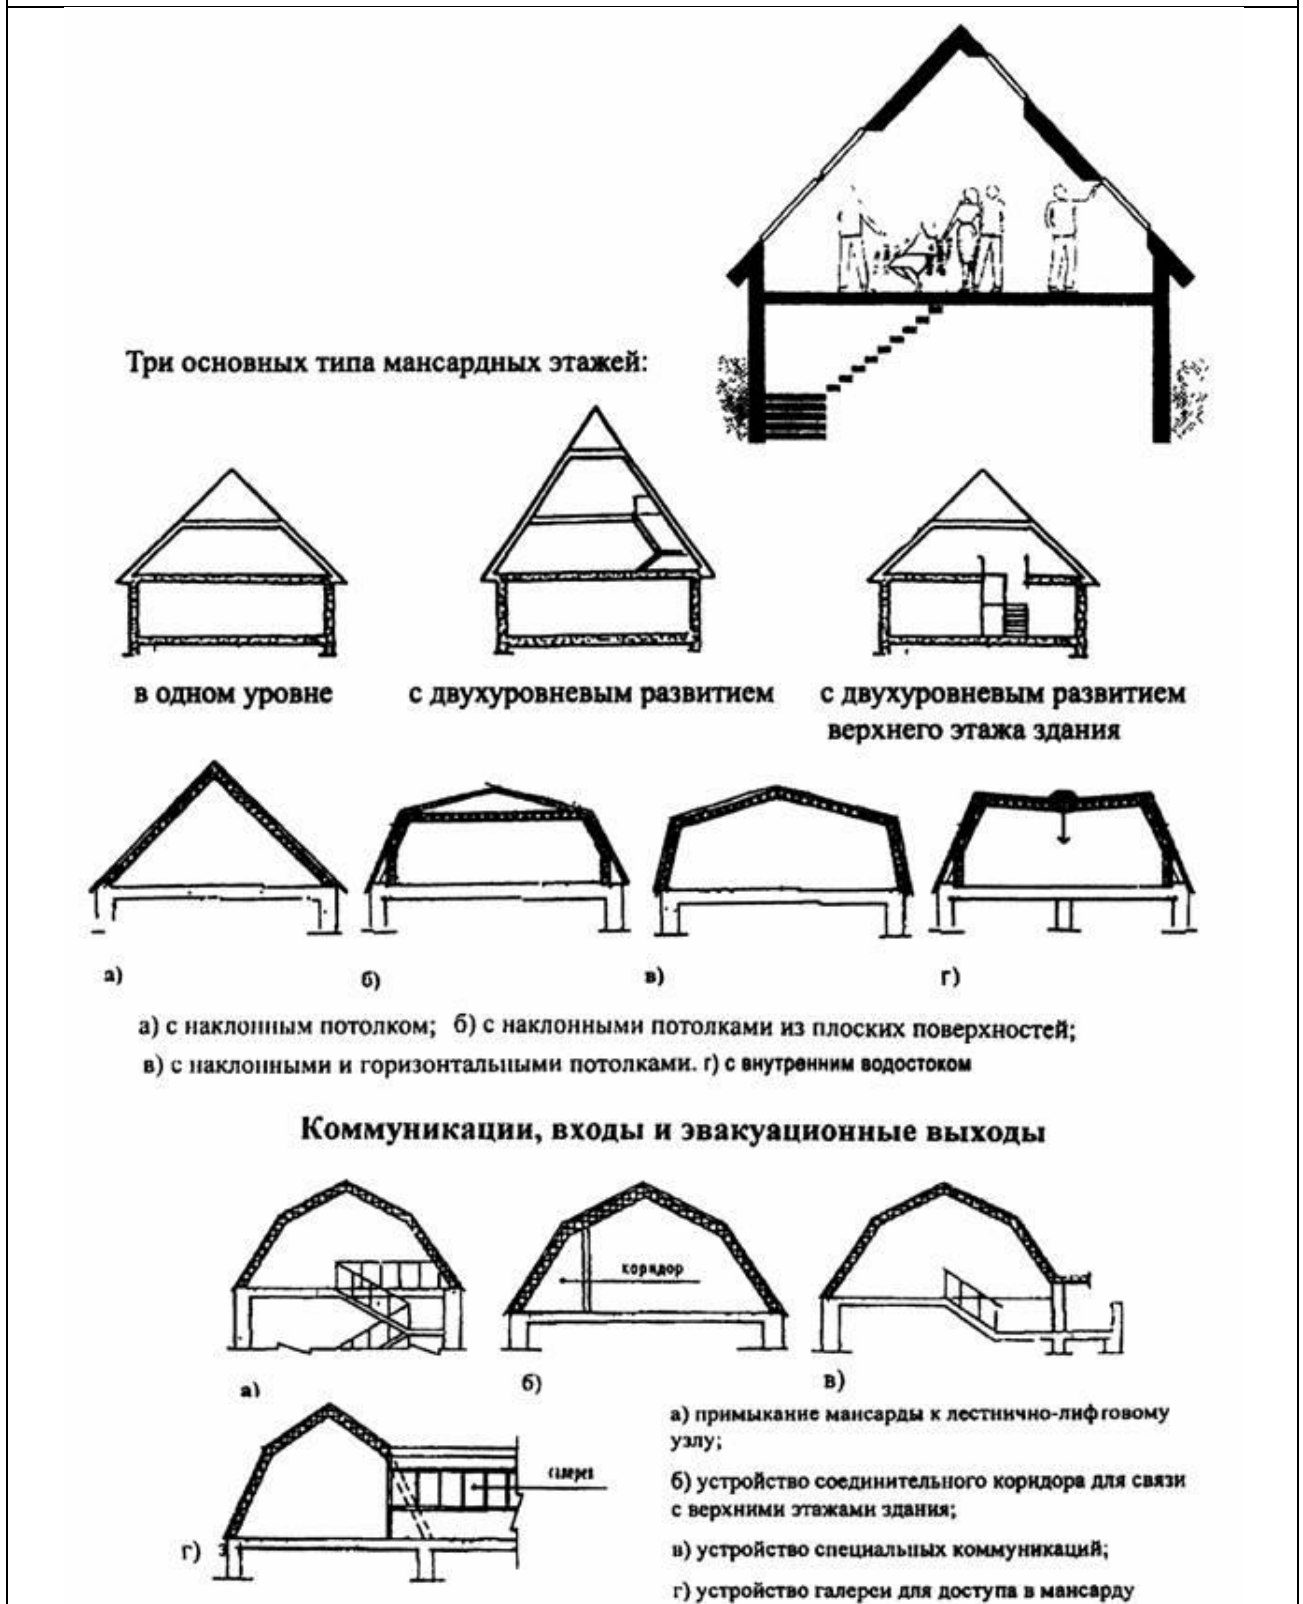 Три основных типа мансардных этажей:
в одном уровне
с двухуровневым развитием
с двухуровневым развитием
верхнего этажа здания
а)
б)
в)
г)
а) с наклонным потолком; б) с наклонными потолками из плоских поверхностей;
в) с наклонными и горизонтальными потолками. г) с внутренним водостоком
Коммуникации, входы и эвакуационные выходы
коридор
а)
б)
в)
галерея
г)
а) примыкание мансарды к лестнично-лифтовому
узлу;
б) устройство соединительного коридора для связи
с верхними этажами здания;
в) устройство специальных коммуникаций;
г) устройство галереи для доступа в мансарду